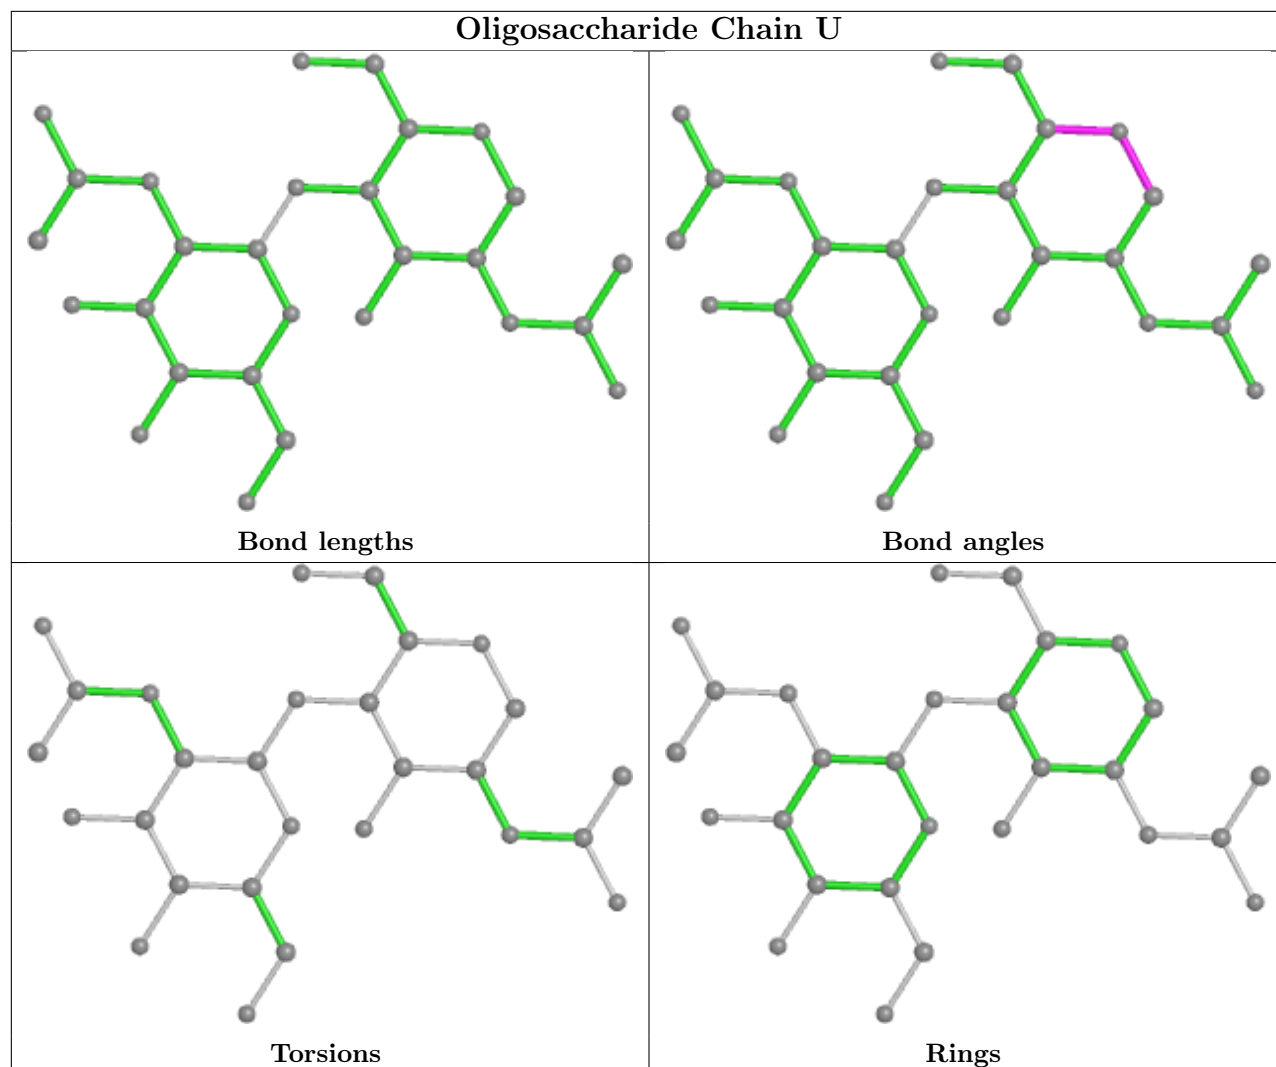 Oligosaccharide Chain U
Bond lengths
Bond angles
Torsions
Rings